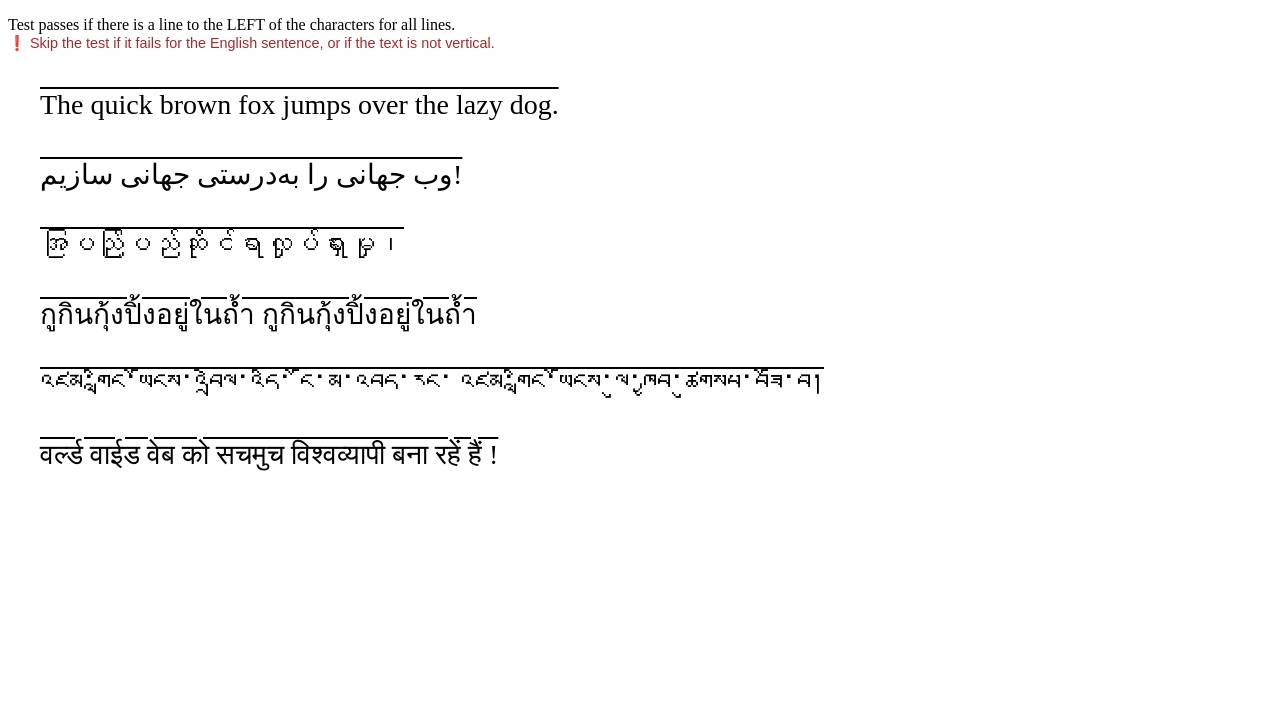 Test passes if there is a line to the LEFT of the characters for all lines.
❗ Skip the test if it fails for the English sentence, or if the text is not vertical.
The quick brown fox jumps over the lazy dog.
وب جهانی را به‌درستی جهانی سازیم!
အပြည်ပြည်ဆိုင်ရာလှုပ်ရှားမှု၊
กูกินกุ้งปิ้งอยู่ในถ้ำ กูกินกุ้งปิ้งอยู่ในถ้ำ
འཛམ་གླིང་ཡོངས་འབྲེལ་འདི་ ངོ་མ་འབད་རང་ འཛམ་གླིང་ཡོངས་ལུ་ཁྱབ་ཚུགསཔ་བཟོ་བ།
वर्ल्ड वाईड वेब को सचमुच विश्वव्यापी बना रहें हैं !